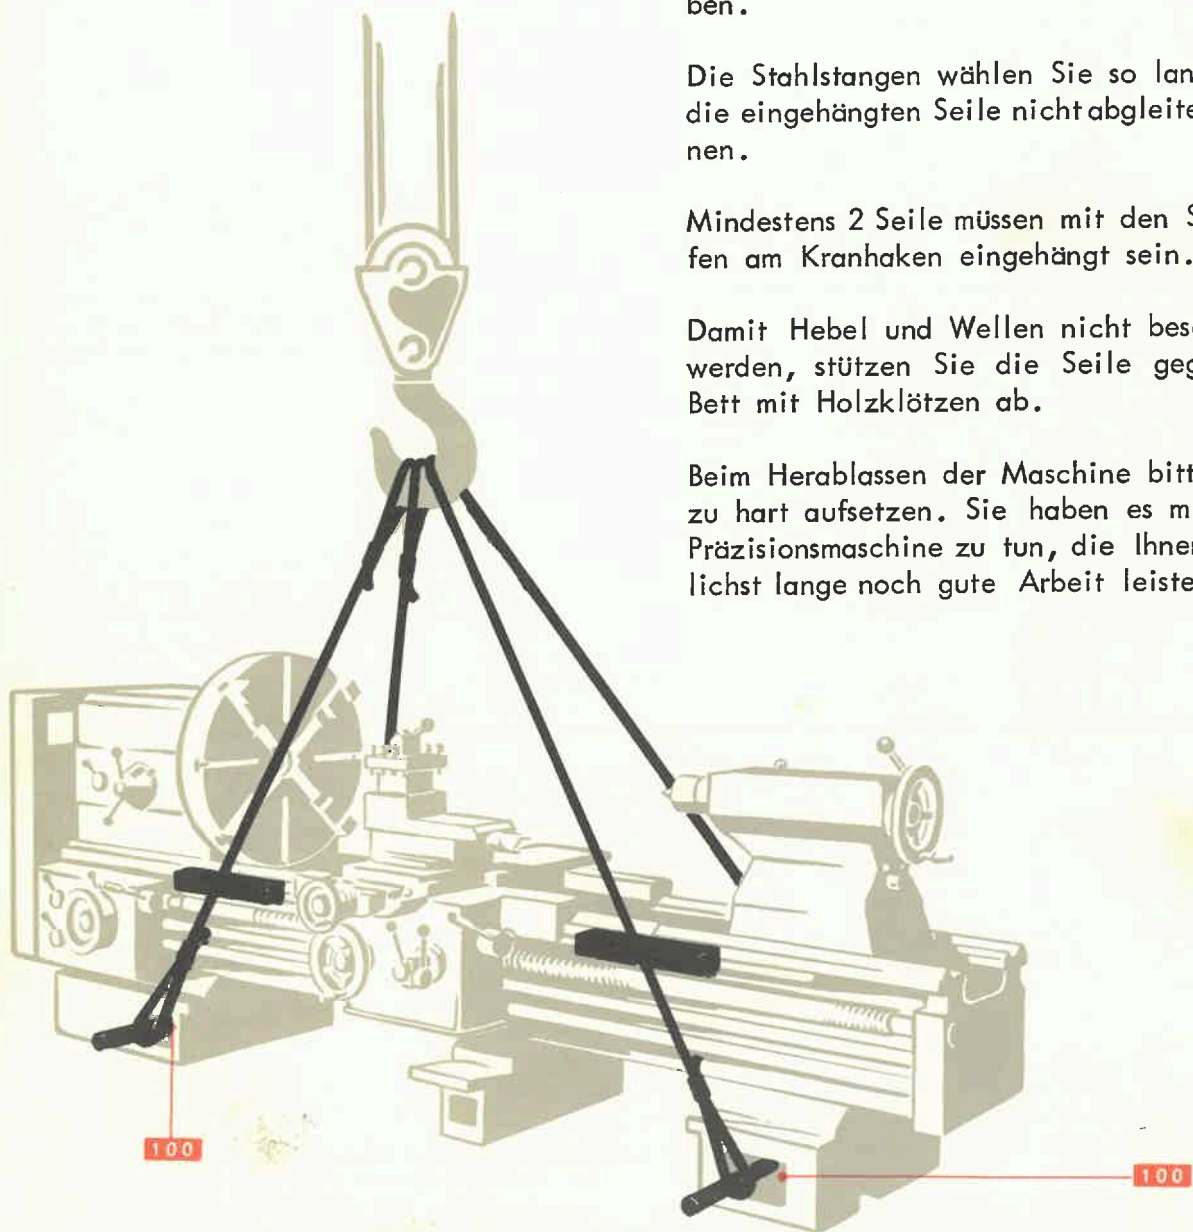 ben.
Die Stahlstangen wählen Sie so lan
die eingehängten Seile nicht abgleite
nen.
Mindestens 2 Seile müssen mit den S
fen am Kranhaken eingehängt sein.
Damit Hebel und Wellen nicht bes
werden, stützen Sie die Seile geg
Bett mit Holzklötzen ab.
Beim Herablassen der Maschine bitt
zu hart aufsetzen. Sie haben es m
Präzisionsmaschine zu tun, die Ihne
lichst lange noch gute Arbeit leiste
100
100